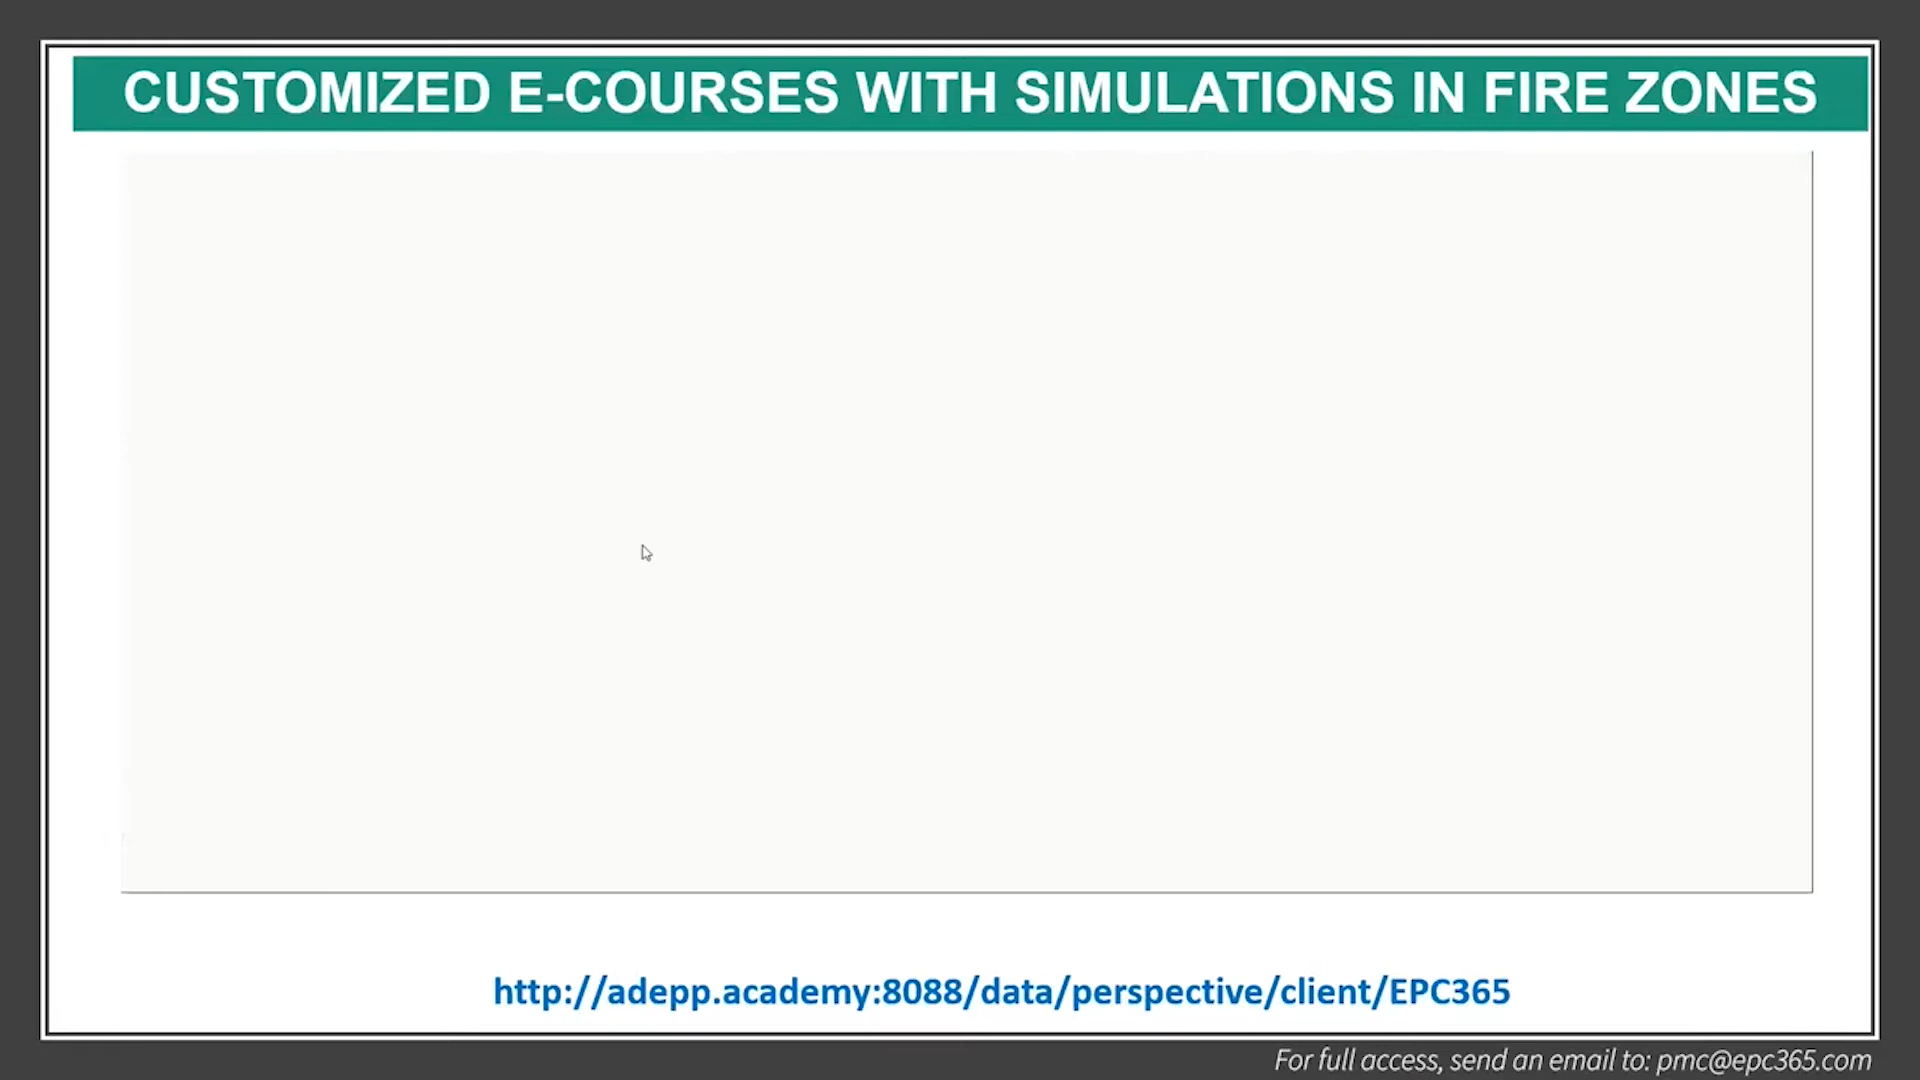 CUSTOMIZED E-COURSES WITH SIMULATIONS IN FIRE ZONES
http://adepp.academy:8088/data/perspective/client/EPC365
For full access, send an email to: pmc@epc365.com